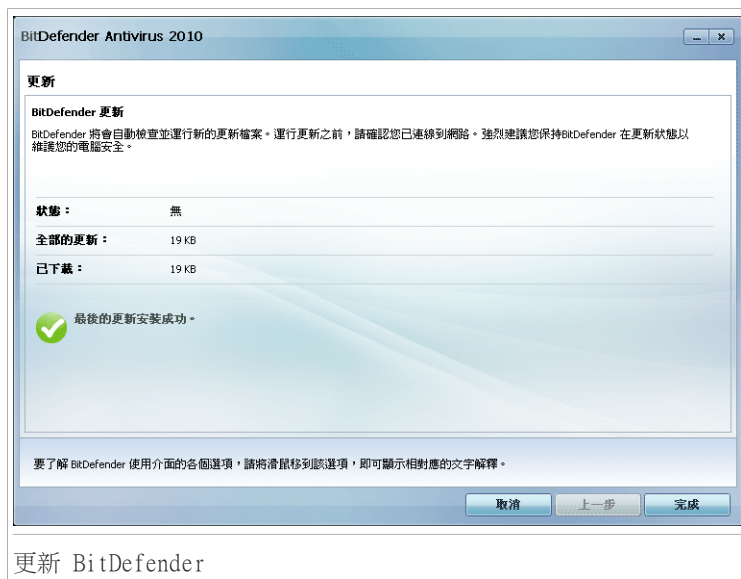 BitDefender Antivirus 2010
更新
BitDefender 更新
BitDefender 將會自動檢查並運行新的更新檔案。運行更新之前，請確認您已連線到網路。強烈建議您保持BitDefender 在更新狀態以
維護您的電腦安全。
狀態： 無
全部的更新： 19 KB
已下載： 19 KB
最後的更新安裝成功。
要了解 BitDefender 使用介面的各個選項，請將滑鼠移到該選項，即可顯示相對應的文字解釋。
取消 上一步 完成
更新 BitDefender